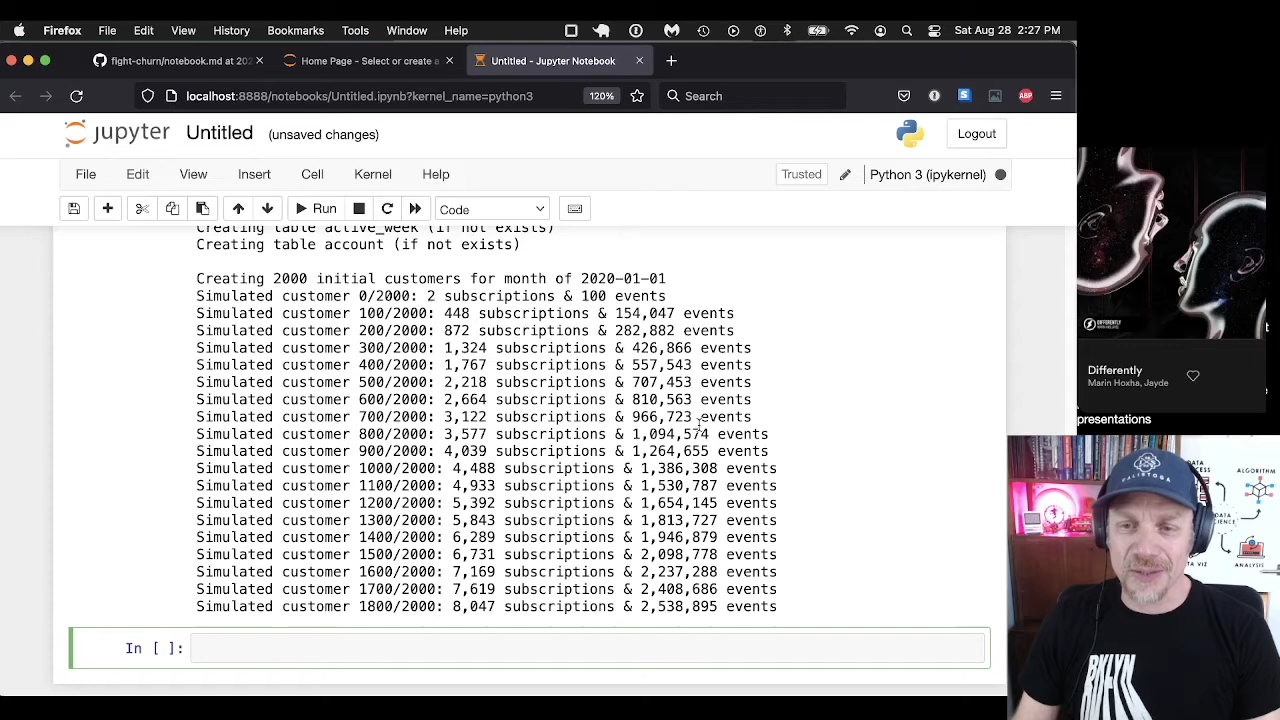 Firefox File Edit View History Bookmarks Tools Window Help Sat Aug 28 2:27 PM
fight-churn/notebook.md at 202 Home Page - Select or create a Untitled - Jupyter Notebook
localhost:8888/notebooks/Untitled.ipynb?kernel_name=python3 120% Search
jupyter Untitled (unsaved changes) Logout
File Edit View Insert Cell Kernel Help Trusted Python 3 (ipykernel)
Run Code
Creating table active_week (if not exists)
Creating table account (if not exists)
Creating 2000 initial customers for month of 2020-01-01
Simulated customer 0/2000: 2 subscriptions & 100 events
Simulated customer 100/2000: 448 subscriptions & 154,047 events
Simulated customer 200/2000: 872 subscriptions & 282,882 events
Simulated customer 300/2000: 1,324 subscriptions & 426,866 events
Simulated customer 400/2000: 1,767 subscriptions & 557,543 events
Simulated customer 500/2000: 2,218 subscriptions & 707,453 events
Simulated customer 600/2000: 2,664 subscriptions & 810,563 events
Simulated customer 700/2000: 3,122 subscriptions & 966,723 events
Simulated customer 800/2000: 3,577 subscriptions & 1,094,574 events
Simulated customer 900/2000: 4,039 subscriptions & 1,264,655 events
Simulated customer 1000/2000: 4,488 subscriptions & 1,386,308 events
Simulated customer 1100/2000: 4,933 subscriptions & 1,530,787 events
Simulated customer 1200/2000: 5,392 subscriptions & 1,654,145 events
Simulated customer 1300/2000: 5,843 subscriptions & 1,813,727 events
Simulated customer 1400/2000: 6,289 subscriptions & 1,946,879 events
Simulated customer 1500/2000: 6,731 subscriptions & 2,098,778 events
Simulated customer 1600/2000: 7,169 subscriptions & 2,237,288 events
Simulated customer 1700/2000: 7,619 subscriptions & 2,408,686 events
Simulated customer 1800/2000: 8,047 subscriptions & 2,538,895 events
In [ ]:
DIFFERENTLY
Differently
Marin Hoxha, Jayde
presentations
ALGORITHM
DATA
SCIENCE
ANALYSIS
CALISTOGA
BKLYN